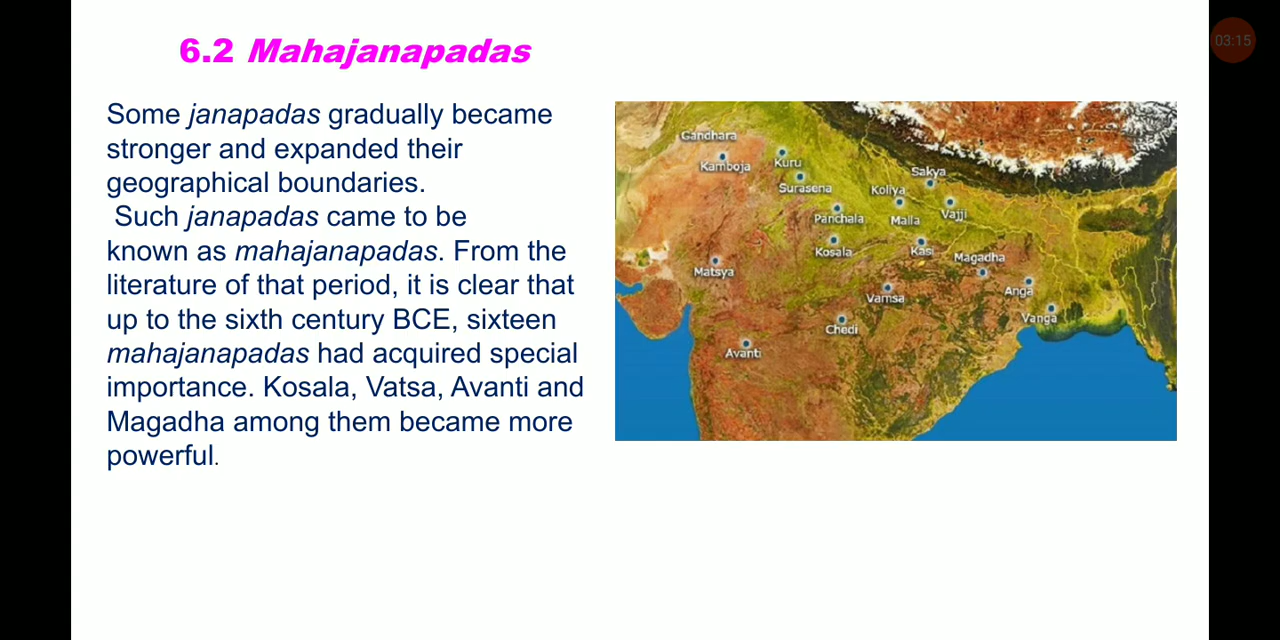 6.2 Mahajanapadas
03:15
Some janapadas gradually became
stronger and expanded their
geographical boundaries.
Such janapadas came to be
known as mahajanapadas. From the
literature of that period, it is clear that
up to the sixth century BCE, sixteen
mahajanapadas had acquired special
importance. Kosala, Vatsa, Avanti and
Magadha among them became more
powerful.
Gandhara
Kamboja
Kuru
Surasena
Sakya
Koliya
Panchala
Malla
Vajji
Kosala
Kasi
Magadha
Matsya
Vamsa
Anga
Vanga
Chedi
Avanti